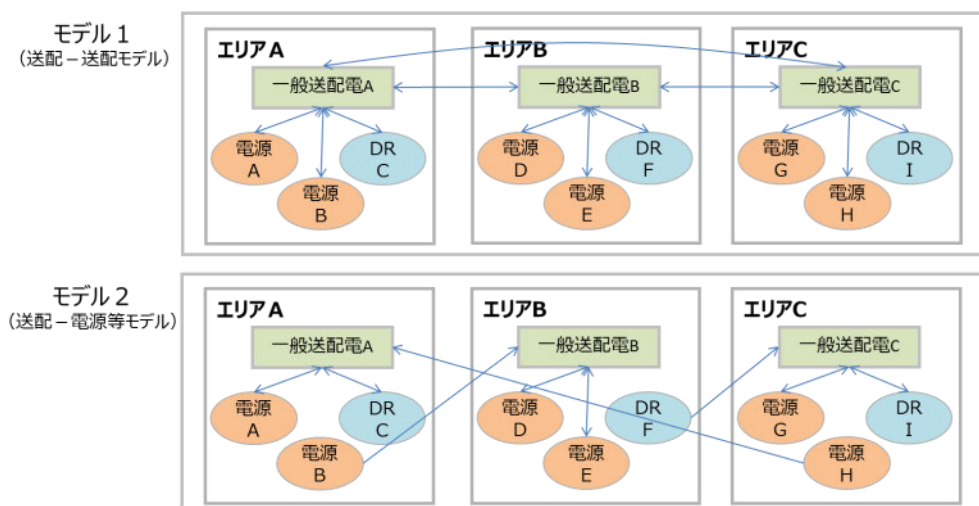 モデル1
(送配-送配モデル)
エリアA
エリアB
エリアC
一般送配電A
一般送配電B
一般送配電C
電源
A
DR
C
電源
B
電源
D
DR
F
電源
E
電源
G
DR
I
電源
H
モデル2
(送配-電源等モデル)
エリアA
エリアB
エリアC
一般送配電A
一般送配電B
一般送配電C
電源
A
DR
C
電源
B
電源
D
DR
F
電源
E
電源
G
DR
I
電源
H